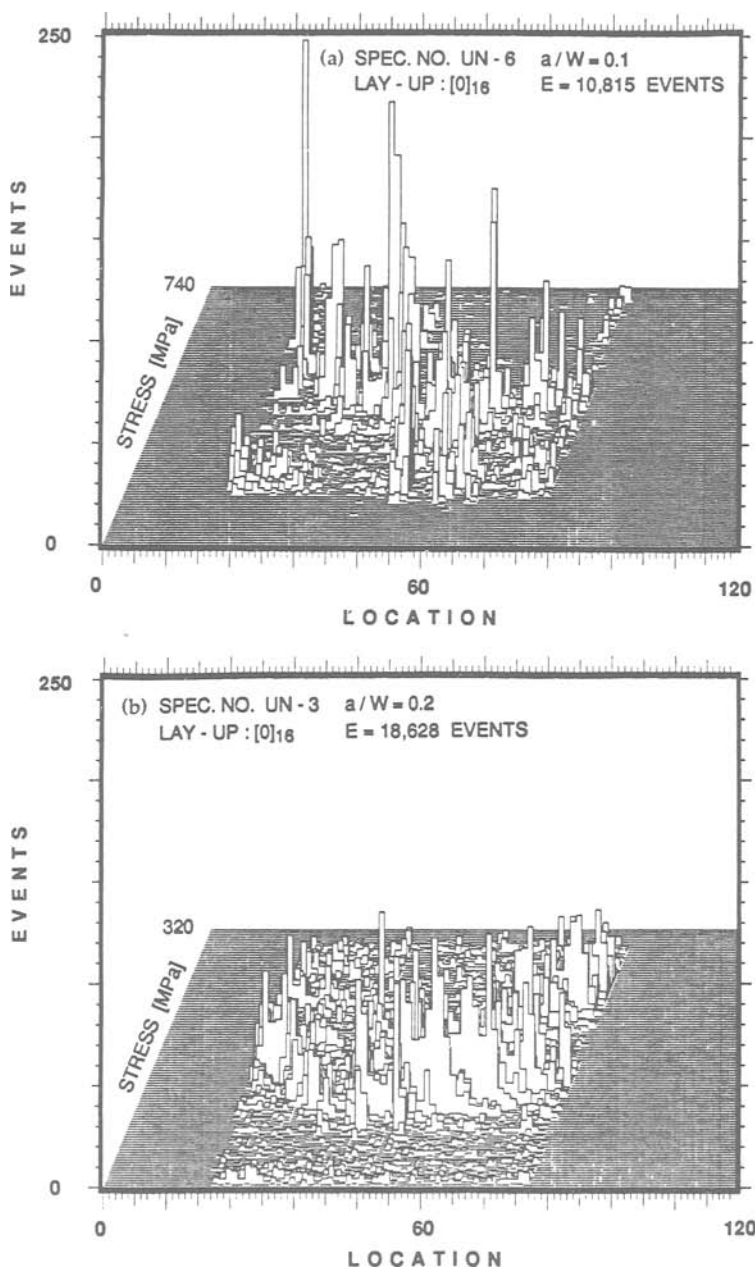 250
(a) SPEC. NO. UN - 6 a / W = 0.1
LAY - UP : [0]16 E = 10,815 EVENTS
EVENTS
740
STRESS [MPa]
0
0 60 120
LOCATION
250
(b) SPEC. NO. UN - 3 a / W = 0.2
LAY - UP : [0]16 E = 18,628 EVENTS
EVENTS
320
STRESS [MPa]
0
0 60 120
LOCATION